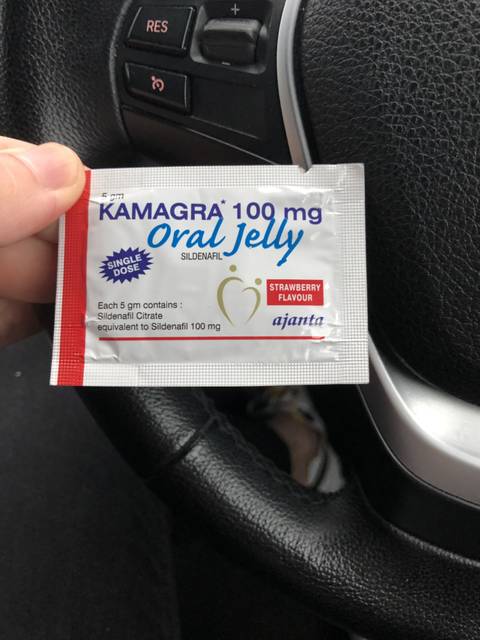 RES
+
5 gm
KAMAGRA* 100 mg
Oral Jelly
SILDENAFIL
SINGLE
DOSE
STRAWBERRY
FLAVOUR
Each 5 gm contains :
Sildenafil Citrate
equivalent to Sildenafil 100 mg
ajanta